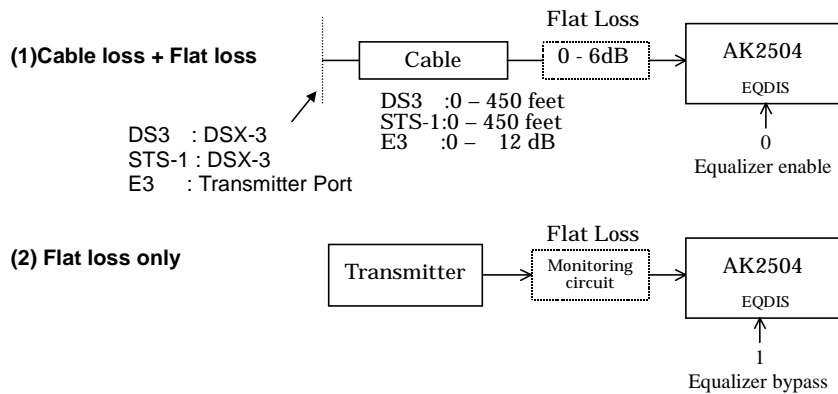 (1)Cable loss + Flat loss
Flat Loss
Cable
0 - 6dB
AK2504
EQDIS
DS3 :0 – 450 feet
STS-1:0 – 450 feet
E3 :0 – 12 dB
0
Equalizer enable
DS3 : DSX-3
STS-1 : DSX-3
E3 : Transmitter Port
(2) Flat loss only
Flat Loss
Transmitter
Monitoring
circuit
AK2504
EQDIS
1
Equalizer bypass